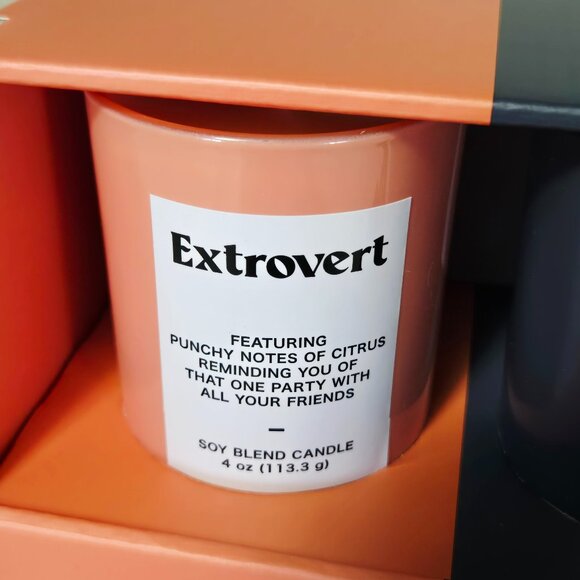 Extrovert
FEATURING
PUNCHY NOTES OF CITRUS
REMINDING YOU OF
THAT ONE PARTY WITH
ALL YOUR FRIENDS
–
SOY BLEND CANDLE
4 oz (113.3 g)